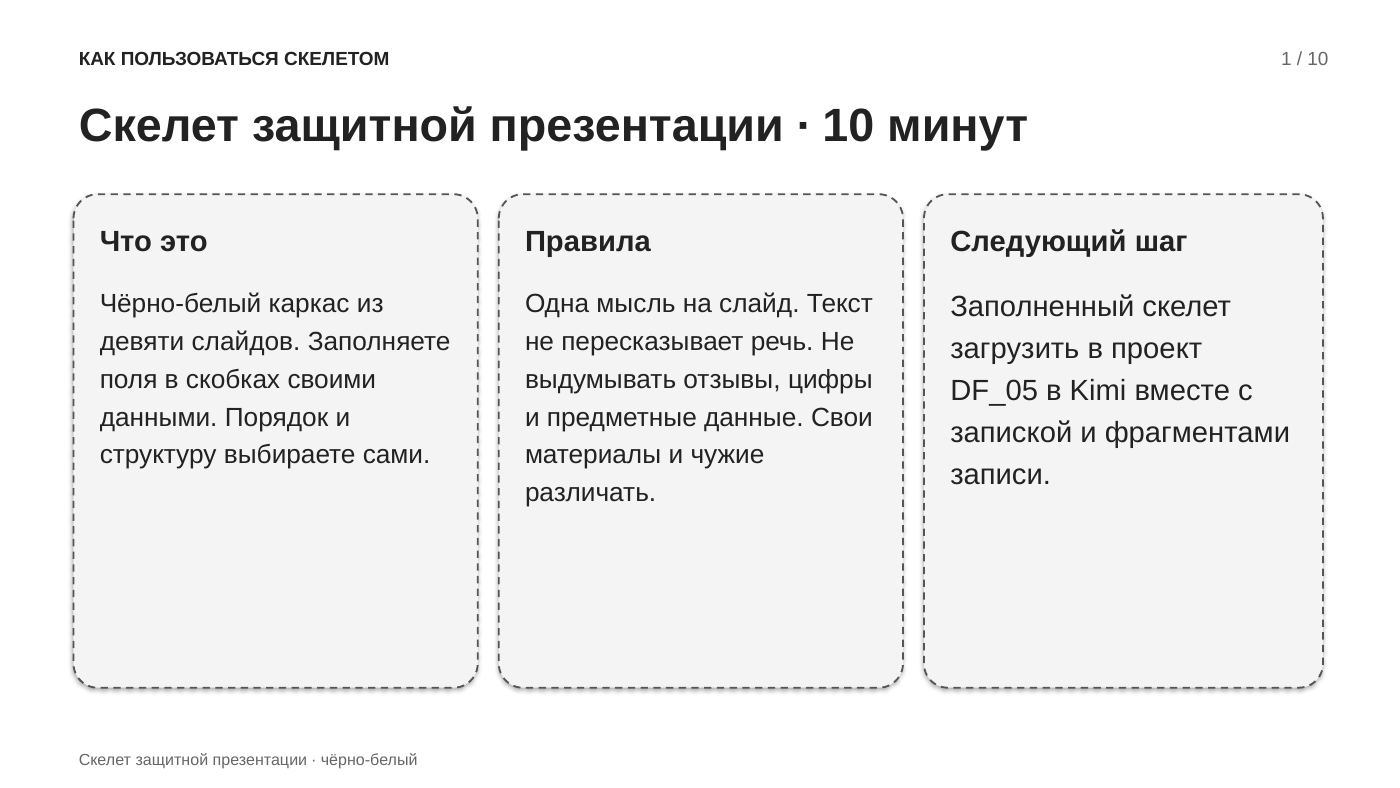 КАК ПОЛЬЗОВАТЬСЯ СКЕЛЕТОМ
1 / 10
Скелет защитной презентации · 10 минут
Что это
Чёрно-белый каркас из
девяти слайдов. Заполняете
поля в скобках своими
данными. Порядок и
структуру выбираете сами.
Правила
Одна мысль на слайд. Текст
не пересказывает речь. Не
выдумывать отзывы, цифры
и предметные данные. Свои
материалы и чужие
различать.
Следующий шаг
Заполненный скелет
загрузить в проект
DF_05 в Kimi вместе с
запиской и фрагментами
записи.
Скелет защитной презентации · чёрно-белый